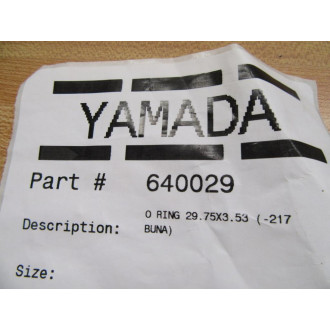 YAMADA
Part # 640029
Description: O RING 29.75X3.53 (-217
BUNA)
Size: